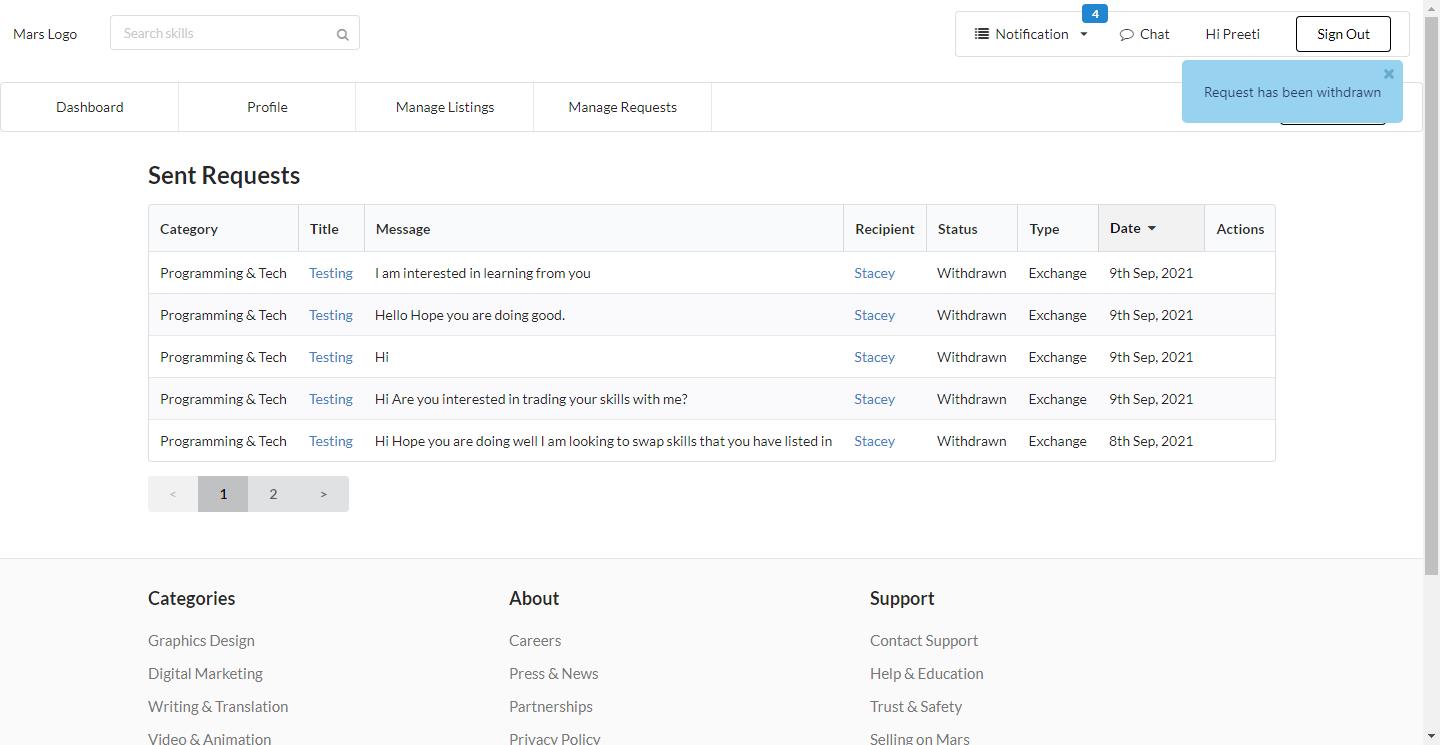 Mars Logo
Search skills
4
Notification
Chat
Hi Preeti
Sign Out
Request has been withdrawn
Dashboard
Profile
Manage Listings
Manage Requests
Sent Requests
Category Title Message Recipient Status Type Date Actions
Programming & Tech Testing I am interested in learning from you Stacey Withdrawn Exchange 9th Sep, 2021
Programming & Tech Testing Hello Hope you are doing good. Stacey Withdrawn Exchange 9th Sep, 2021
Programming & Tech Testing Hi Stacey Withdrawn Exchange 9th Sep, 2021
Programming & Tech Testing Hi Are you interested in trading your skills with me? Stacey Withdrawn Exchange 9th Sep, 2021
Programming & Tech Testing Hi Hope you are doing well I am looking to swap skills that you have listed in Stacey Withdrawn Exchange 8th Sep, 2021
< 1 2 >
Categories
Graphics Design
Digital Marketing
Writing & Translation
Video & Animation
About
Careers
Press & News
Partnerships
Privacy Policy
Support
Contact Support
Help & Education
Trust & Safety
Selling on Mars